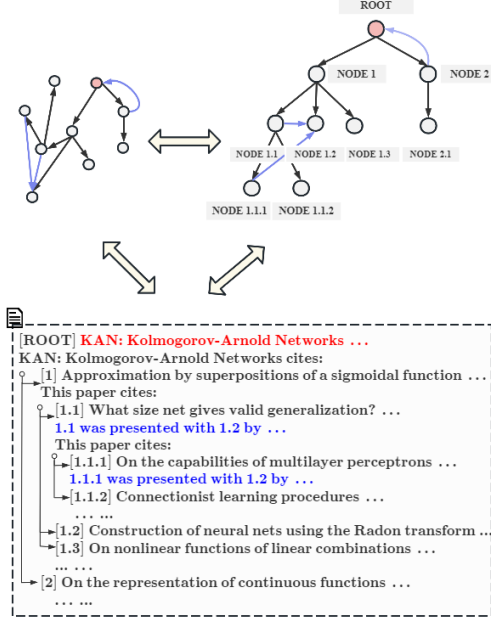 ROOT
NODE 1
NODE 2
NODE 1.1
NODE 1.2
NODE 1.3
NODE 2.1
NODE 1.1.1
NODE 1.1.2
[ROOT] KAN: Kolmogorov-Arnold Networks ...
KAN: Kolmogorov-Arnold Networks cites:
[1] Approximation by superpositions of a sigmoidal function ...
This paper cites:
[1.1] What size net gives valid generalization? ...
1.1 was presented with 1.2 by ...
This paper cites:
[1.1.1] On the capabilities of multilayer perceptrons ...
1.1.1 was presented with 1.2 by ...
[1.1.2] Connectionist learning procedures ...
... ...
[1.2] Construction of neural nets using the Radon transform ...
[1.3] On nonlinear functions of linear combinations ...
... ...
[2] On the representation of continuous functions ...
... ...